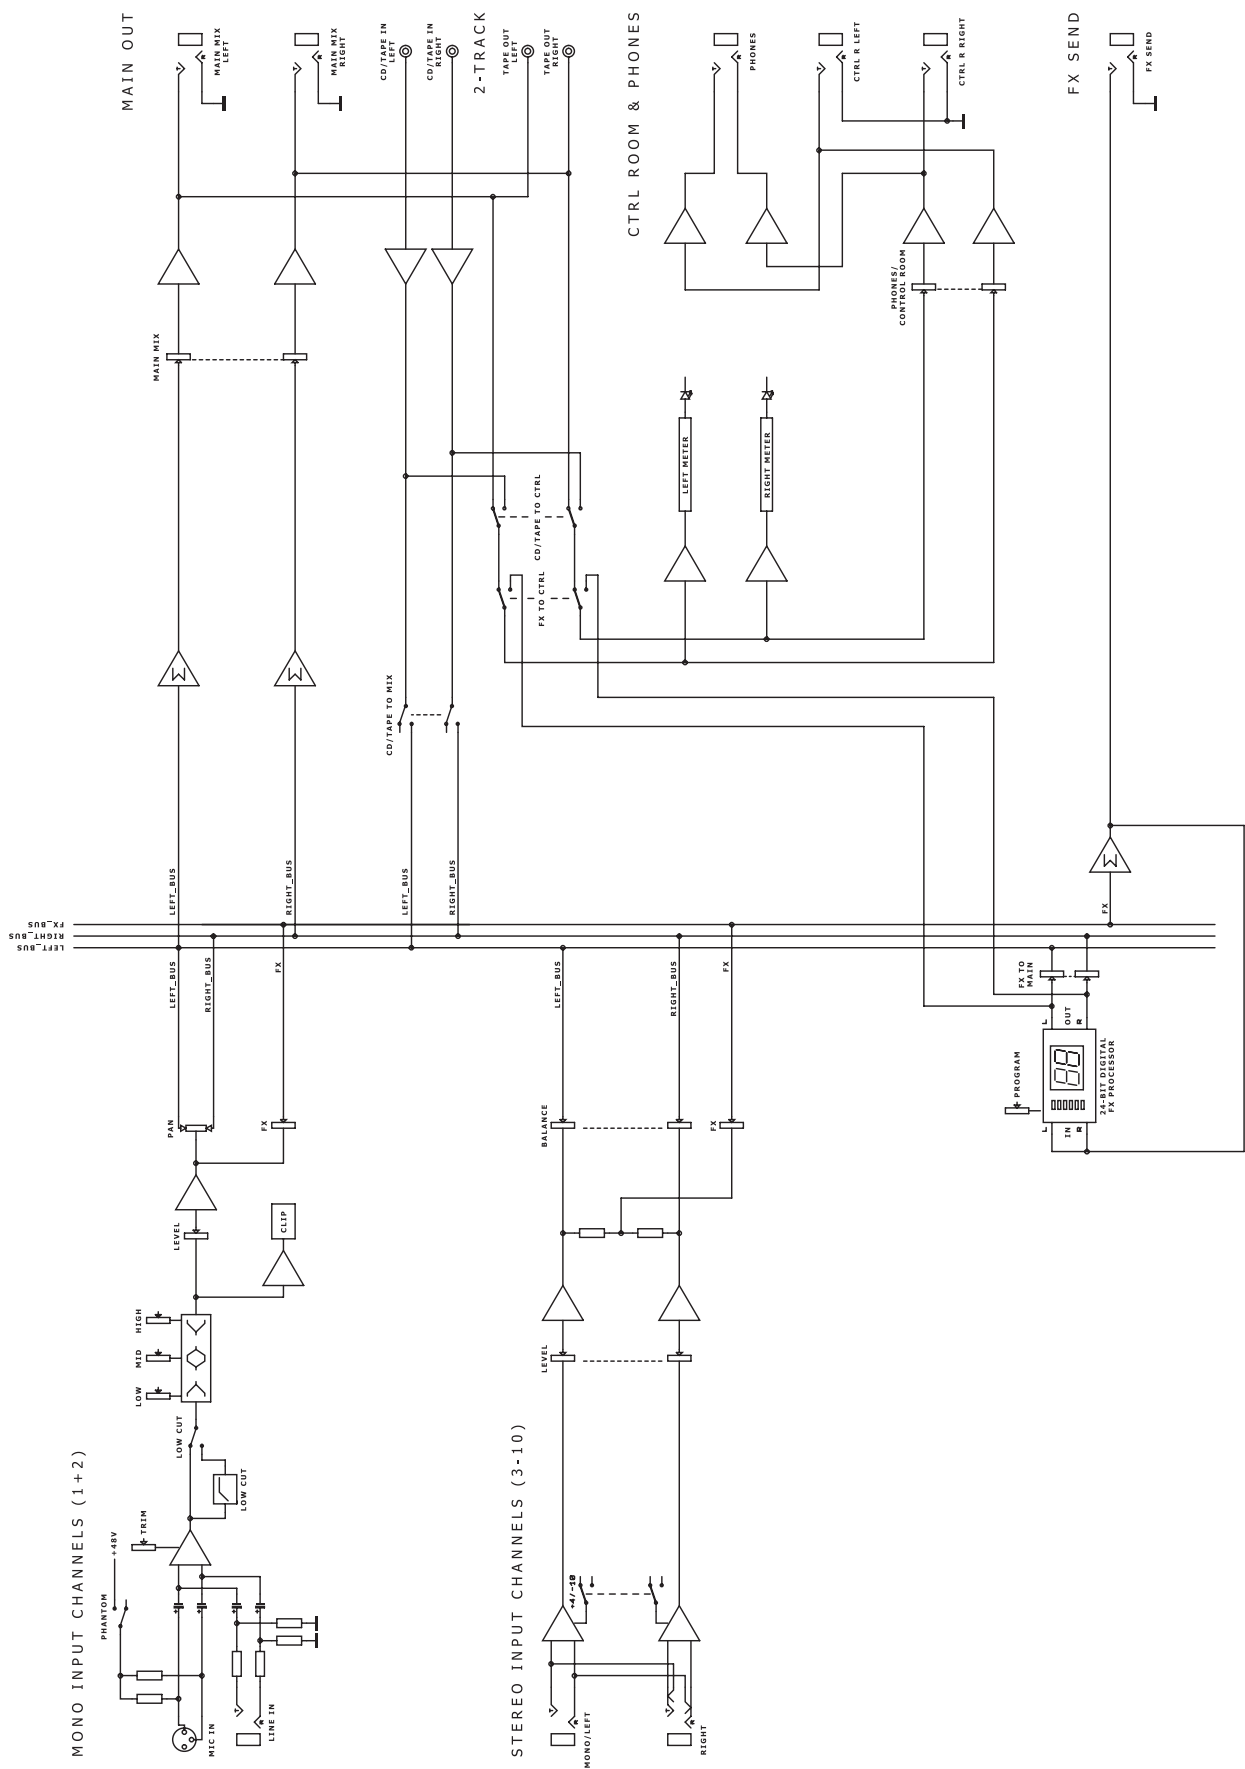 MONO INPUT CHANNELS (1+2)
MIC IN
LINE IN
PHANTOM
+48V
TRIM
LOW CUT
LOW CUT
LOW
MID
HIGH
CLIP
LEVEL
PAN
FX
LEFT_BUS
RIGHT_BUS
FX
LEFT_BUS
RIGHT_BUS
FX_BUS
LEFT_BUS
RIGHT_BUS
MAIN MIX
MAIN OUT
MAIN MIX
LEFT
MAIN MIX
RIGHT
T
R
T
R
T
R
STEREO INPUT CHANNELS (3-10)
MONO/LEFT
T
R
RIGHT
T
R
+4/-10
LEVEL
BALANCE
FX
LEFT_BUS
RIGHT_BUS
FX
LEFT_BUS
RIGHT_BUS
CD/TAPE TO MIX
FX TO CTRL
CD/TAPE TO CTRL
2-TRACK
CD/TAPE IN
LEFT
CD/TAPE IN
RIGHT
TAPE OUT
LEFT
TAPE OUT
RIGHT
LEFT METER
RIGHT METER
CTRL ROOM & PHONES
PHONES
T
R
CTRL R LEFT
T
R
CTRL R RIGHT
T
R
PHONES/
CONTROL ROOM
PROGRAM
L
IN
R
88
L
OUT
R
24-BIT DIGITAL
FX PROCESSOR
FX TO
MAIN
FX
FX SEND
FX SEND
T
R